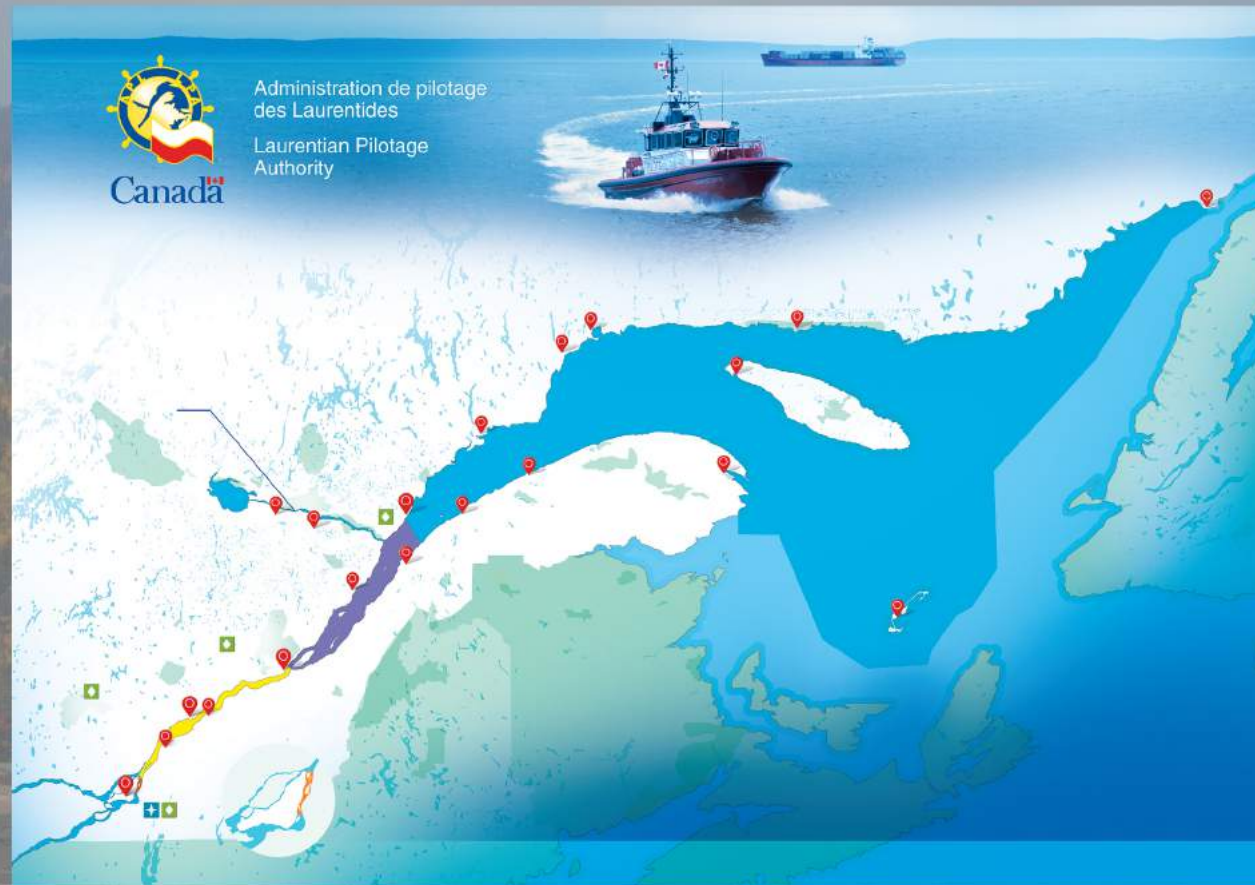 Administration de pilotage
des Laurentides
Laurentian Pilotage
Authority
Canada